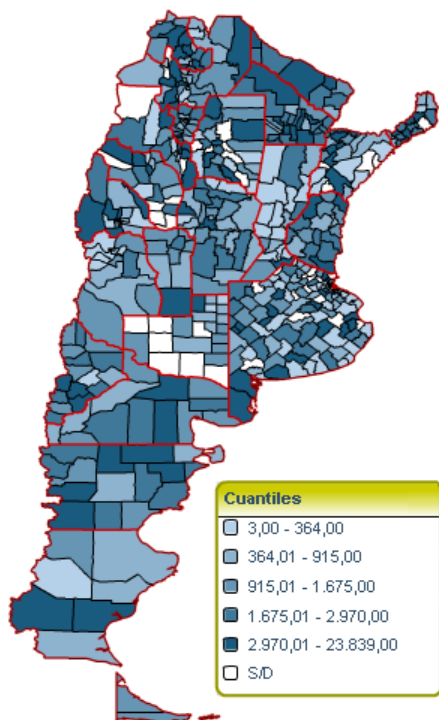 Cuantiles
3,00 - 364,00
364,01 - 915,00
915,01 - 1.675,00
1.675,01 - 2.970,00
2.970,01 - 23.839,00
S/D